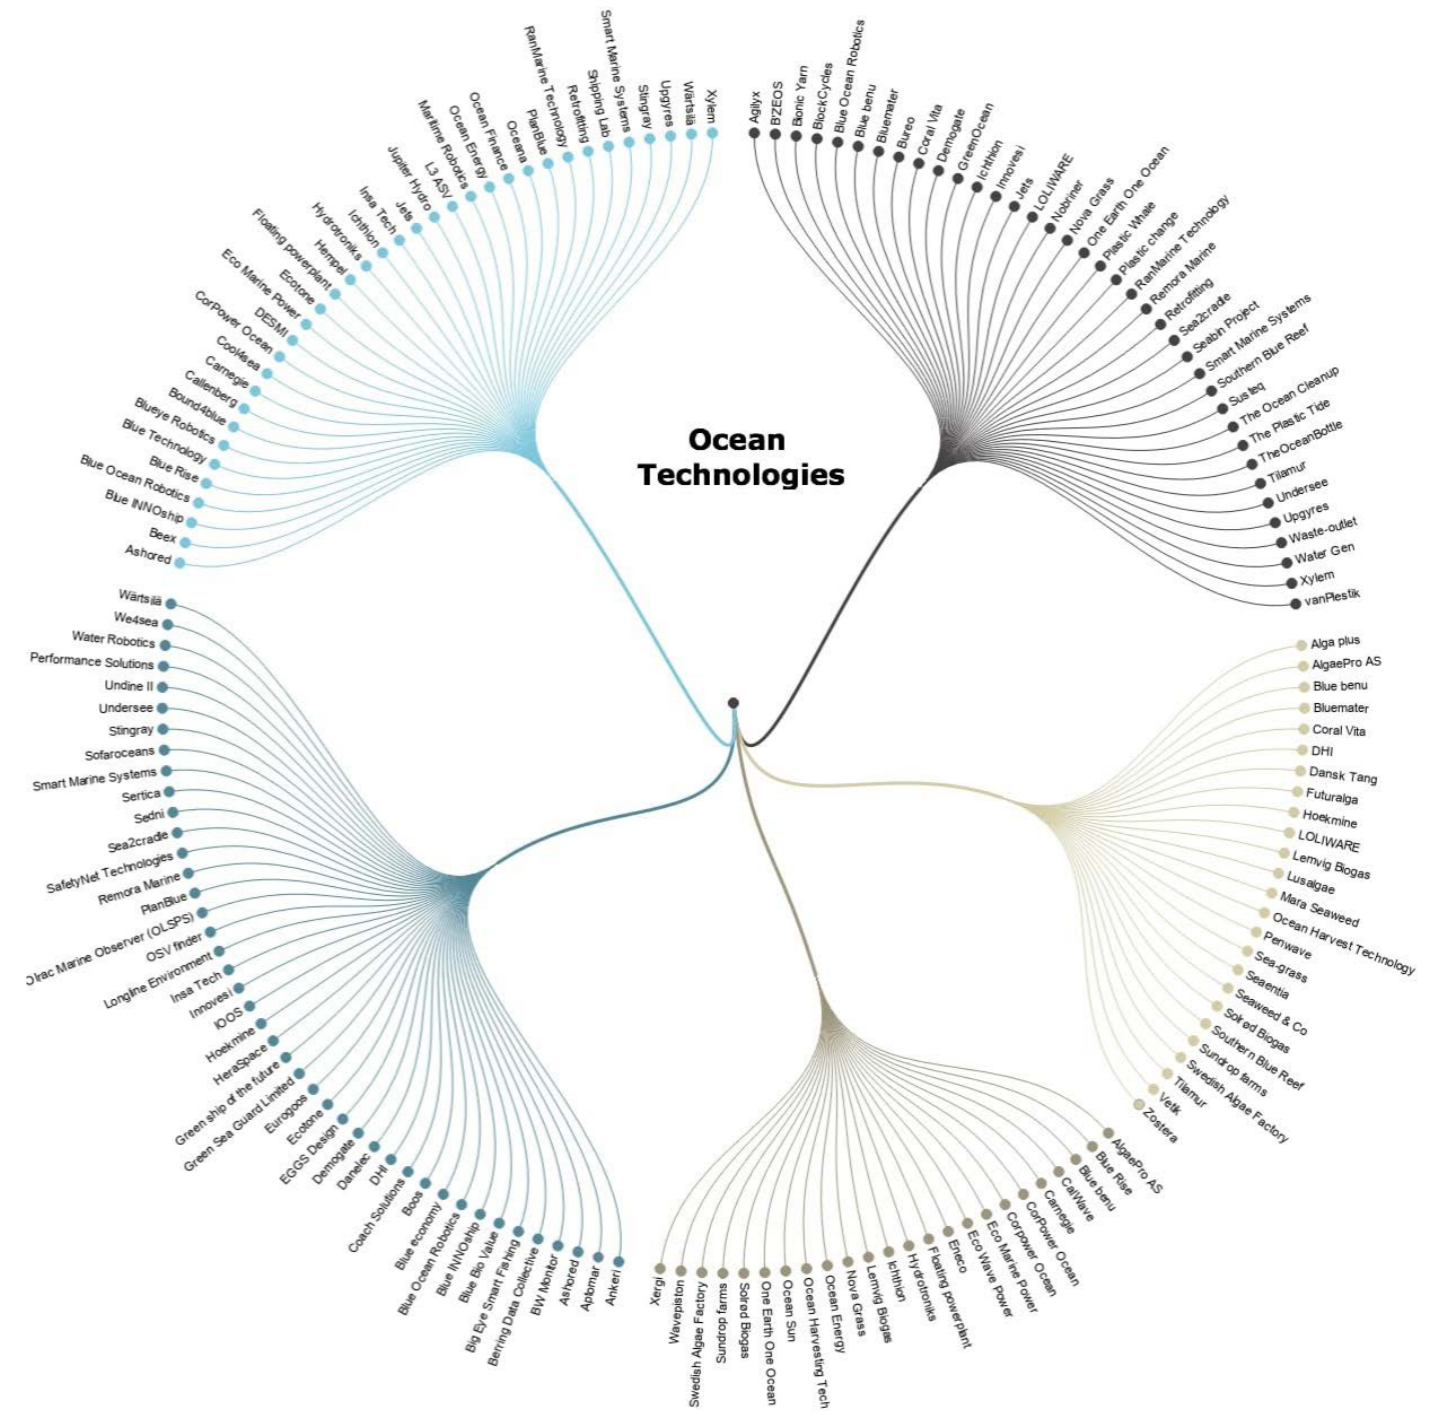 Ocean
Technologies
Agilyx
B'ZEOS
Bionic Yarn
BlockCycles
Blue Ocean Robotics
Blue benu
Bluemater
Bureo
Coral Vita
Demogate
GreenOcean
Ichthion
Innovesi
Jets
LOLIWARE
Nobriner
Nova Grass
One Earth One Ocean
Plastic Whale
Plastic change
RanMarine Technology
Remora Marine
Retrofitting
Sea2cradle
Seabin Project
Smart Marine Systems
Southern Blue Reef
Susteq
The Ocean Cleanup
The Plastic Tide
TheOceanBottle
Tilamur
Undersee
Upgyres
Waste-outlet
Water Gen
Xylem
vanPlestik
Alga plus
AlgaePro AS
Blue benu
Bluemater
Coral Vita
DHI
Dansk Tang
Futuralga
Hoekmine
LOLIWARE
Lemvig Biogas
Lusalgae
Mara Seaweed
Ocean Harvest Technology
Penwave
Sea-grass
Seaentia
Seaweed & Co
Solrød Biogas
Southern Blue Reef
Sundrop farms
Swedish Algae Factory
Tilamur
Vetik
Zostera
AlgaePro AS
Blue Rise
Blue benu
CalWave
Carnegie
CorPower Ocean
Corpower Ocean
Eco Marine Power
Eco Wave Power
Eneco
Floating powerplant
Hydrotroniks
Ichthion
Lemvig Biogas
Nova Grass
Ocean Energy
Ocean Harvesting Tech
Ocean Sun
One Earth One Ocean
Solrød Biogas
Sundrop farms
Swedish Algae Factory
Wavepiston
Xergi
Ankeri
Aptomar
Ashored
BW Monitor
Berring Data Collective
Big Eye Smart Fishing
Blue Bio Value
Blue INNOship
Blue Ocean Robotics
Blue economy
Boos
Coach Solutions
DHI
Danelec
Demogate
EGGS Design
Ecotone
Eurogoos
Green Sea Guard Limited
Green ship of the future
HeraSpace
Hoekmine
IOOS
Innovesi
Insa Tech
Longline Environment
OSV finder
Olrac Marine Observer (OLSPS)
PlanBlue
Remora Marine
SafetyNet Technologies
Sea2cradle
Sedni
Sertica
Smart Marine Systems
Sofaroceans
Stingray
Undersee
Undine II
Performance Solutions
Water Robotics
We4sea
Wärtsilä
Ashored
Beex
Blue INNOship
Blue Ocean Robotics
Blue Rise
Blue Technology
Blueye Robotics
Bound4blue
Callenberg
Carnegie
Cool4sea
CorPower Ocean
DESMI
Eco Marine Power
Ecotone
Floating powerplant
Hempel
Hydrotroniks
Ichthion
Insa Tech
Jets
Jupiter Hydro
L3 ASV
Maritime Robotics
Ocean Energy
Ocean Finance
Oceana
PlanBlue
RanMarine Technology
Retrofitting
Shipping Lab
Smart Marine Systems
Stingray
Upgyres
Wärtsilä
Xylem